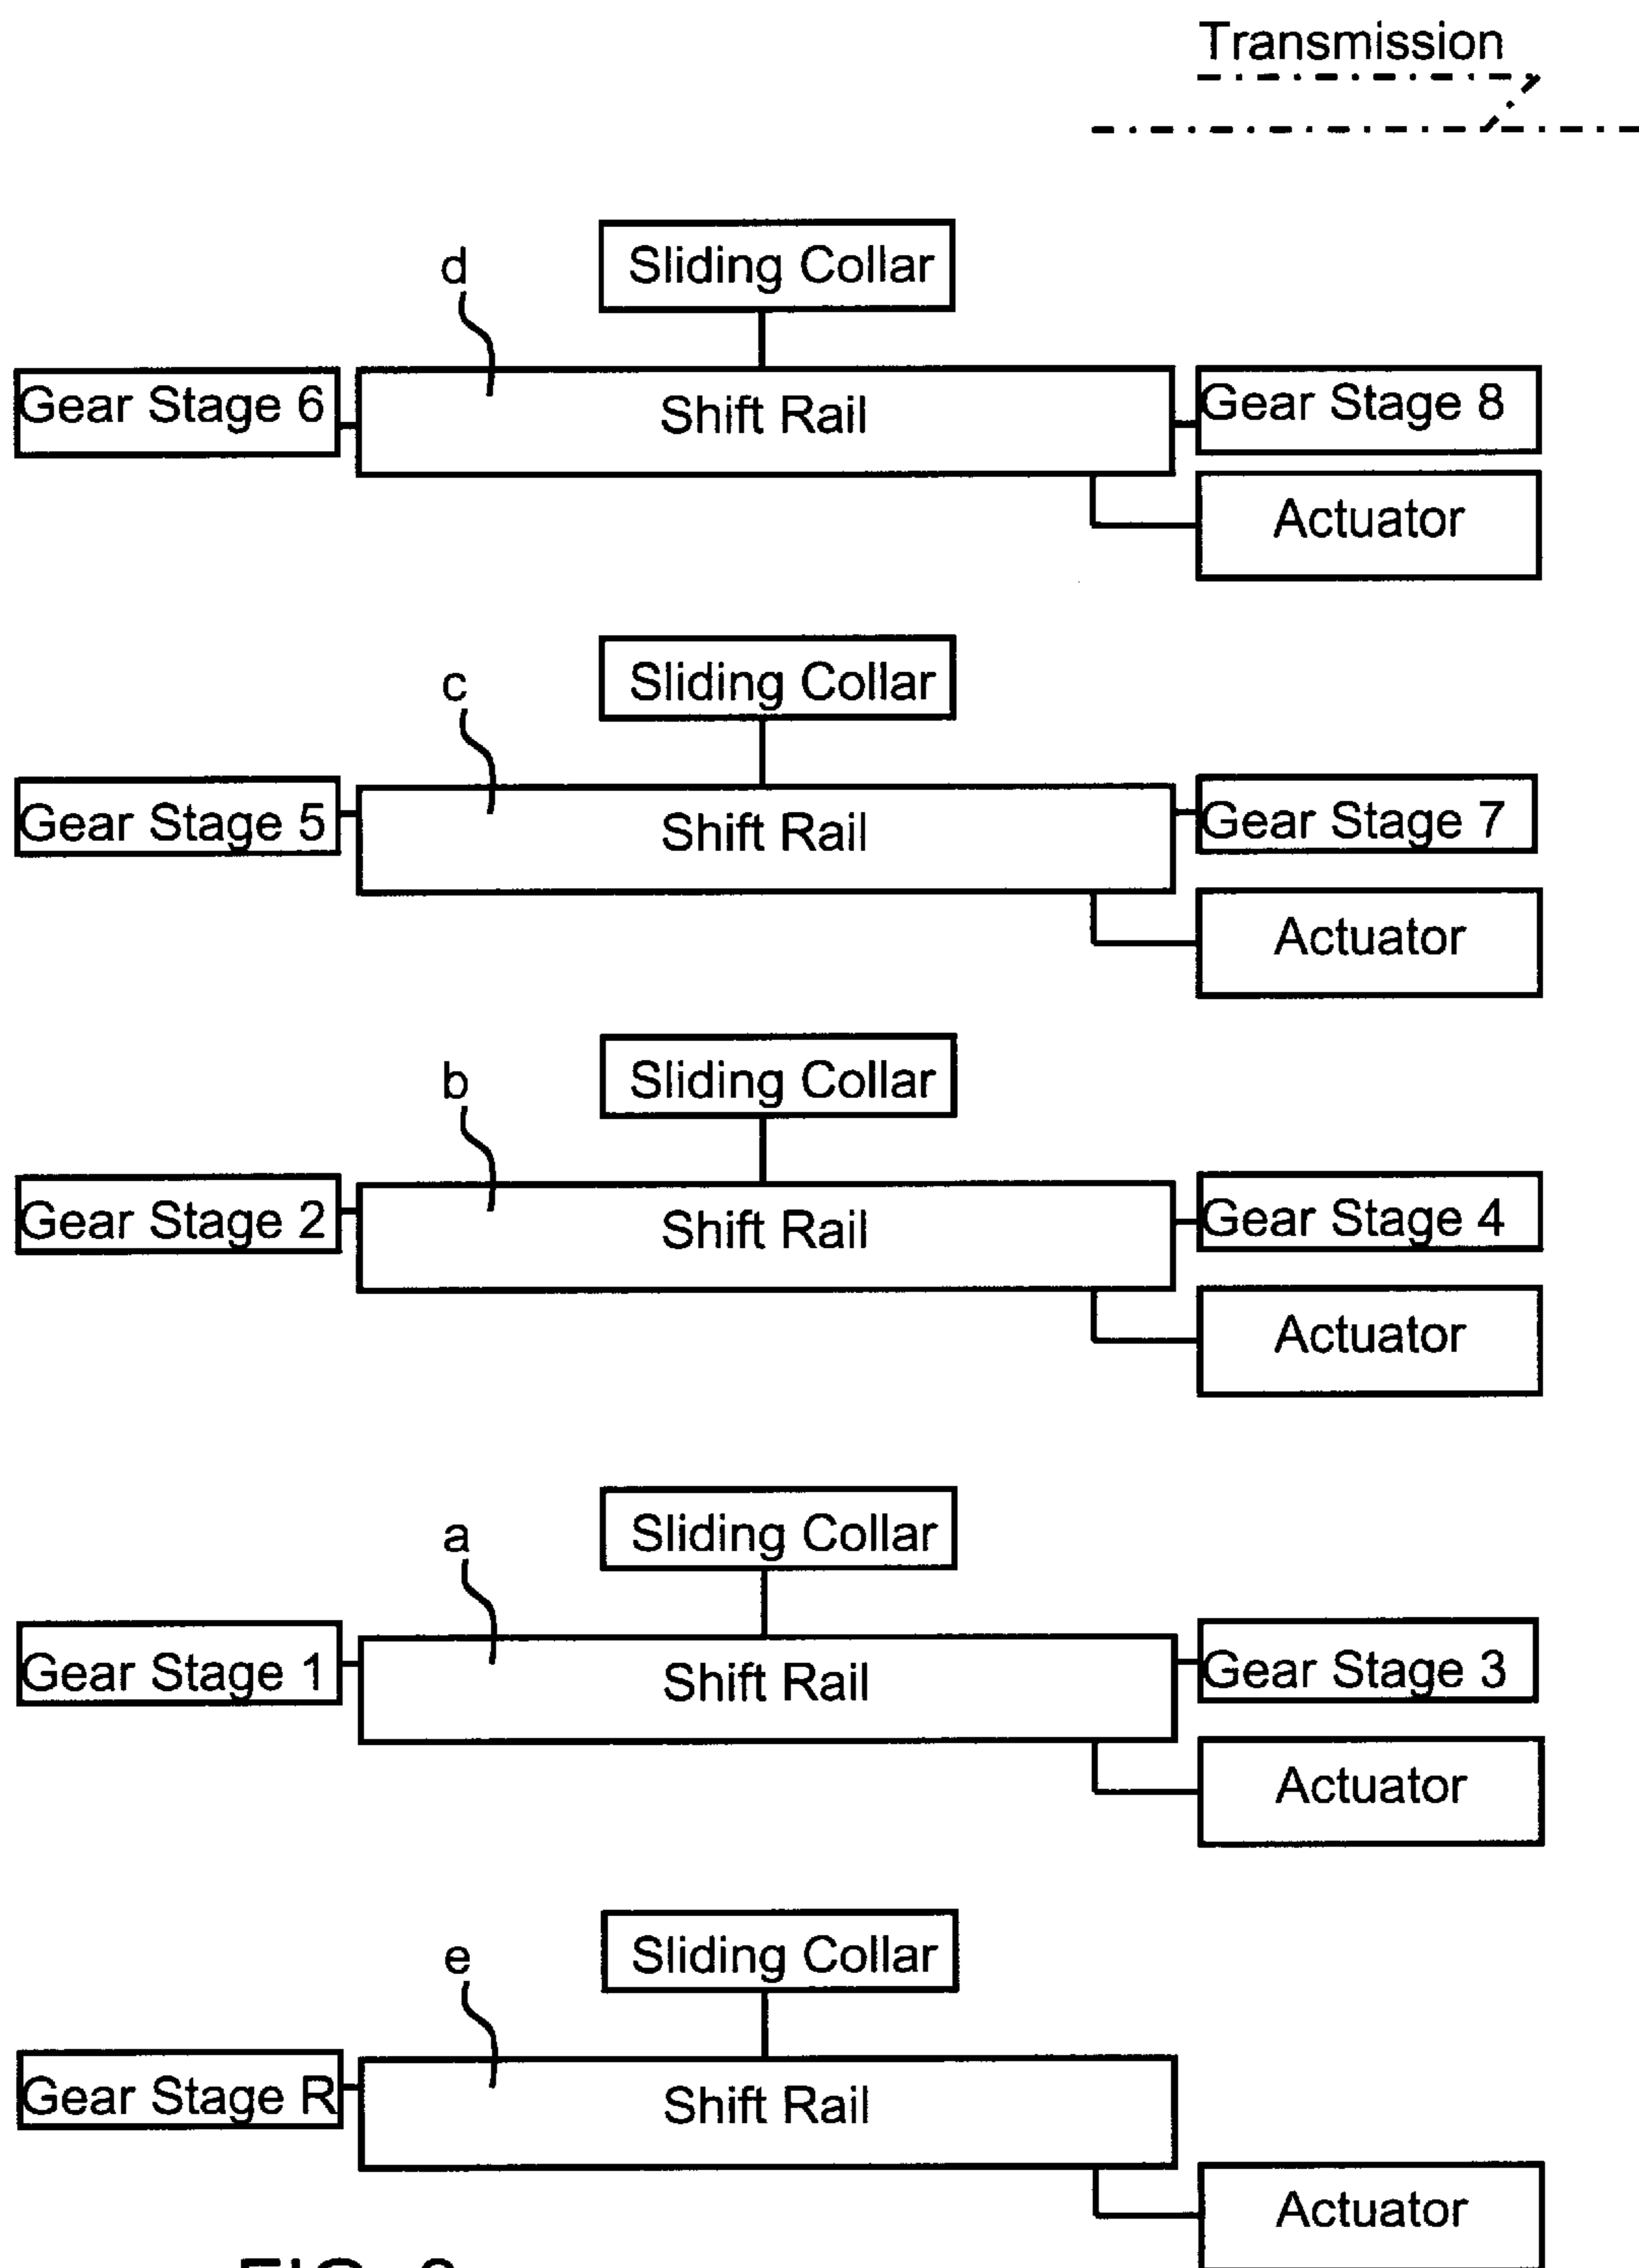 Transmission
Sliding Collar
d
Gear Stage 6
Shift Rail
Gear Stage 8
Actuator
Sliding Collar
c
Gear Stage 5
Shift Rail
Gear Stage 7
Actuator
Sliding Collar
b
Gear Stage 2
Shift Rail
Gear Stage 4
Actuator
Sliding Collar
a
Gear Stage 1
Shift Rail
Gear Stage 3
Actuator
Sliding Collar
e
Gear Stage R
Shift Rail
Actuator